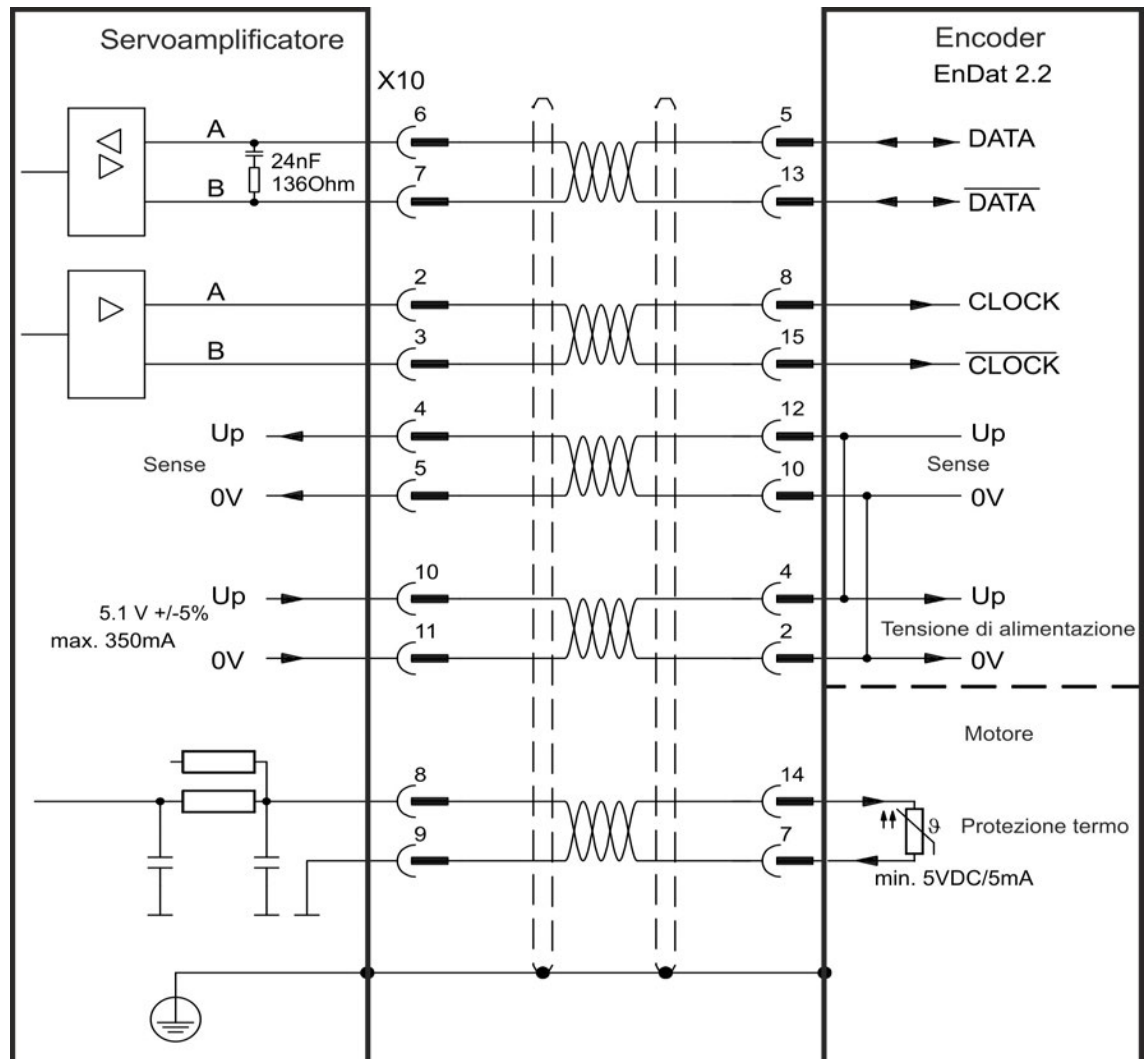 Servoamplificatore
Encoder
EnDat 2.2
X10
A
6
5
DATA
24nF
136Ohm
B
7
13
DATA
A
2
8
CLOCK
B
3
15
CLOCK
Up
4
12
Up
Sense
Sense
0V
5
10
0V
Up
10
4
Up
5.1 V +/-5%
max. 350mA
Tensione di alimentazione
0V
11
2
0V
Motore
8
14
ϑ
Protezione termo
9
7
min. 5VDC/5mA